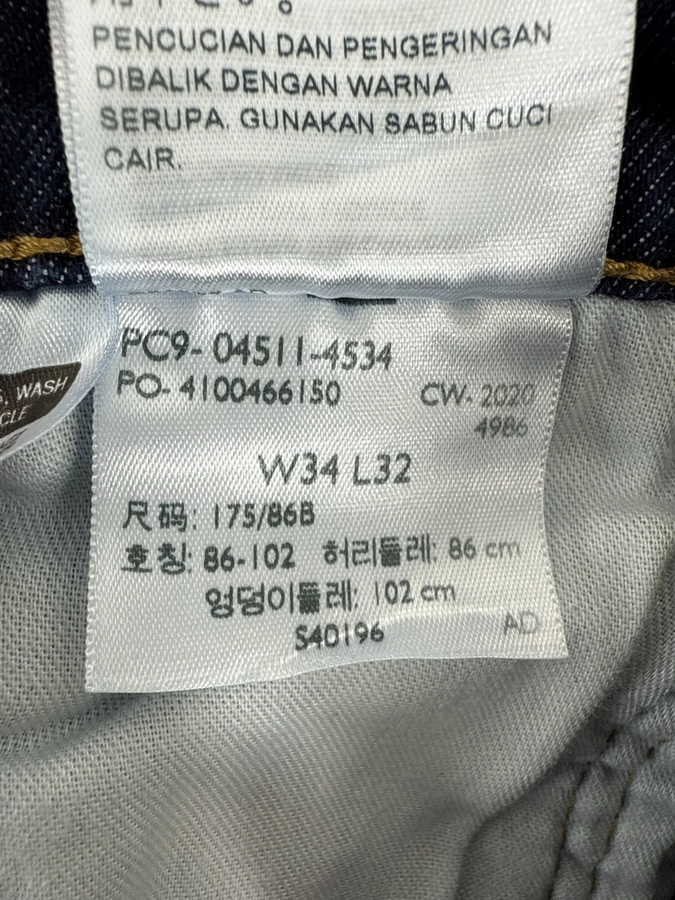 PENCUCIAN DAN PENGERINGAN
DIBALIK DENGAN WARNA
SERUPA. GUNAKAN SABUN CUCI
CAIR.
WASH
CLE
PC9-04511-4534
PO-4100466150 CW-2020
4986
W34 L32
尺码: 175/86B
호칭: 86-102 허리둘레: 86 cm
엉덩이둘레: 102 cm
S40196 AD